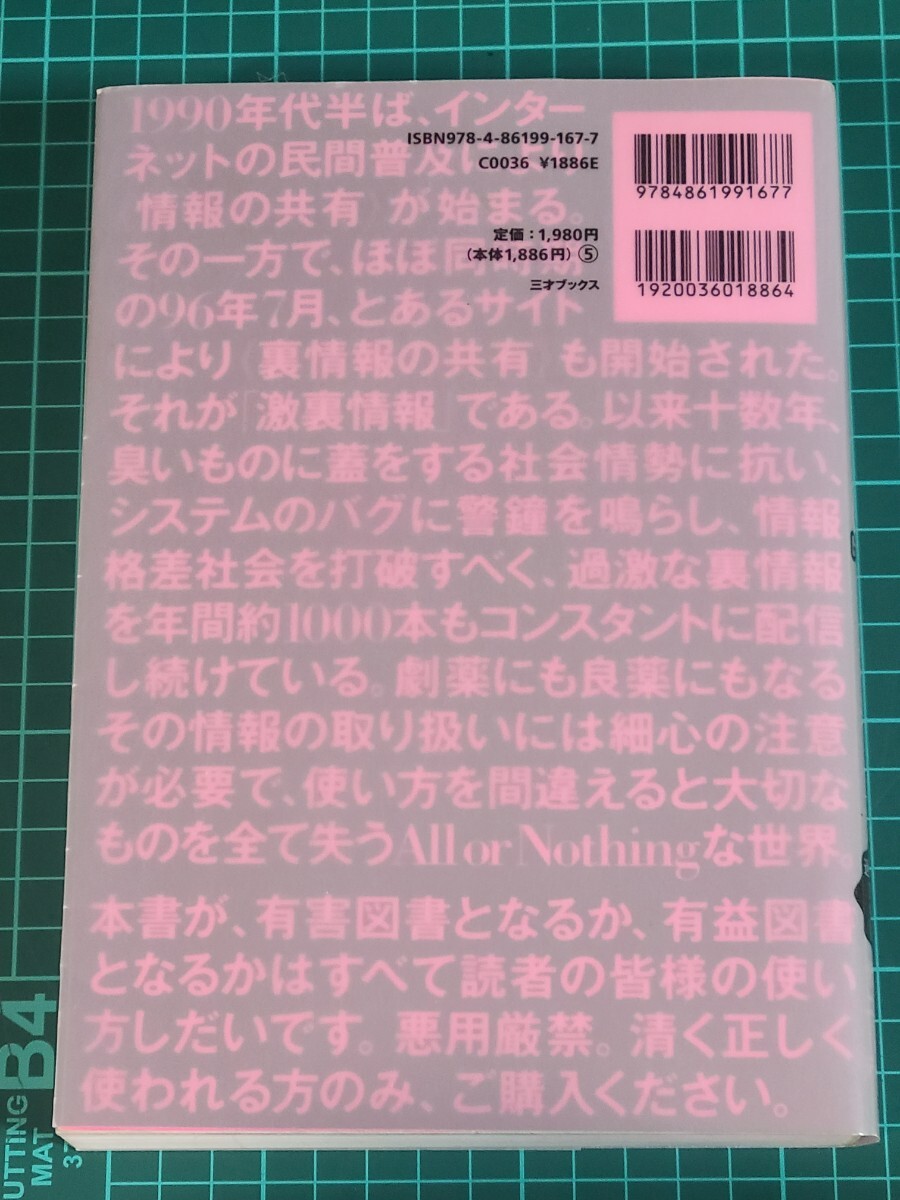 1990年代半ば、インター
ネットの民間普及に
《情報の共有》が始まる。
その一方で、ほぼ同時
の96年7月、とあるサイト
により《裏情報の共有》も開始された。
それが「激裏情報」である。以来十数年、
臭いものに蓋をする社会情勢に抗い、
システムのバグに警鐘を鳴らし、情報
格差社会を打破すべく、過激な裏情報
を年間約1000本もコンスタントに配信
し続けている。劇薬にも良薬にもなる
その情報の取り扱いには細心の注意
が必要で、使い方を間違えると大切な
ものを全て失うAll or Nothingな世界。
本書が、有害図書となるか、有益図書
となるかはすべて読者の皆様の使い
方しだいです。悪用厳禁。清く正しく
使われる方のみ、ご購入ください。
ISBN978-4-86199-167-7
C0036 ¥1886E
定価：1,980円
（本体1,886円）⑤
三才ブックス
9784861991677
1920036018864
B4
UTTING
MAT